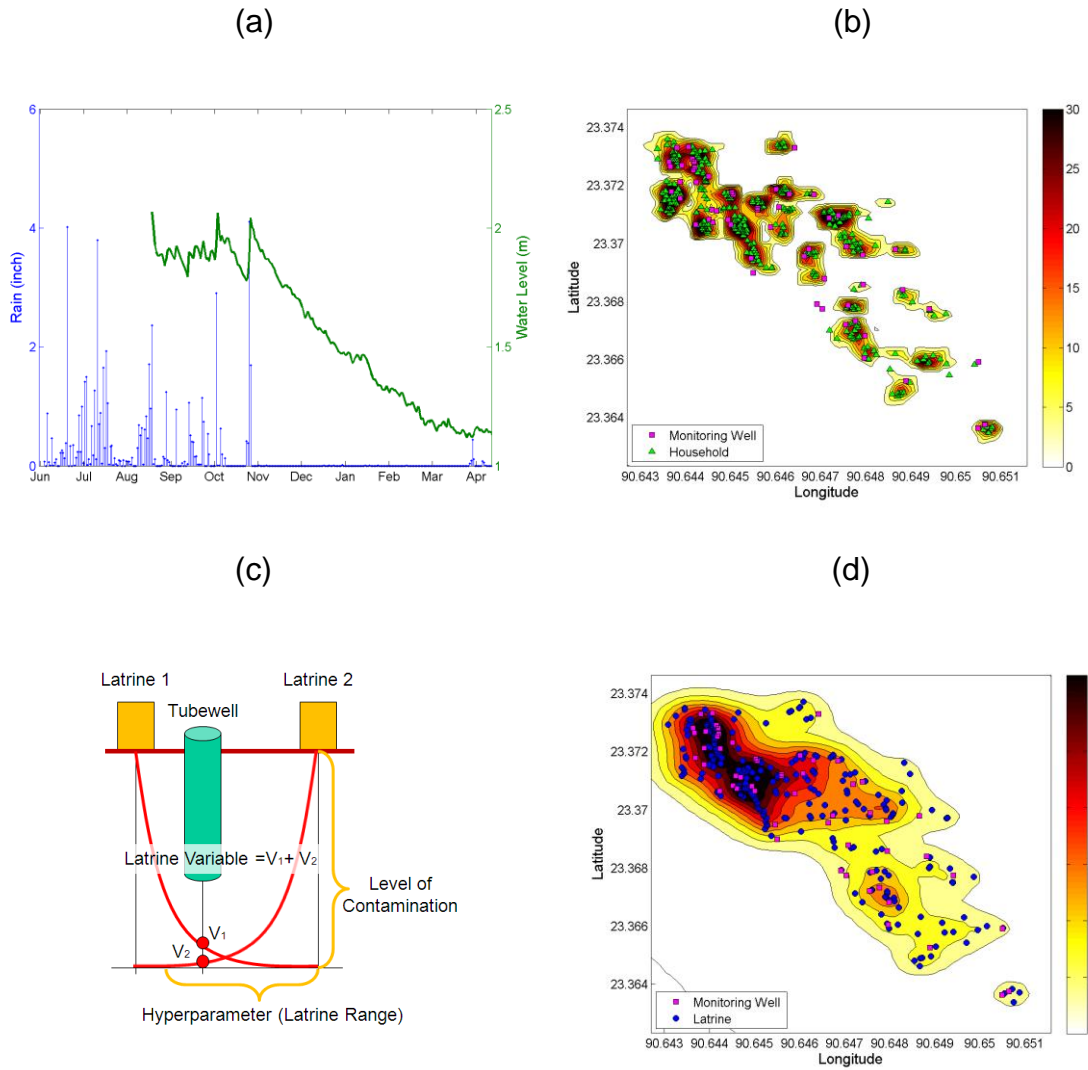 (a)
(b)
6
4
2
0
Rain (inch)
2.5
2
1.5
1
Water Level (m)
Jun Jul Aug Sep Oct Nov Dec Jan Feb Mar Apr
23.374
23.372
23.37
23.368
23.366
23.364
Latitude
Monitoring Well
Household
90.643 90.644 90.645 90.646 90.647 90.648 90.649 90.65 90.651
Longitude
30
25
20
15
10
5
0
(c)
(d)
Latrine 1
Latrine 2
Tubewell
Latrine Variable =V1+ V2
Level of
Contamination
V1
V2
Hyperparameter (Latrine Range)
23.374
23.372
23.37
23.368
23.366
23.364
Latitude
Monitoring Well
Latrine
90.643 90.644 90.645 90.646 90.647 90.648 90.649 90.65 90.651
Longitude